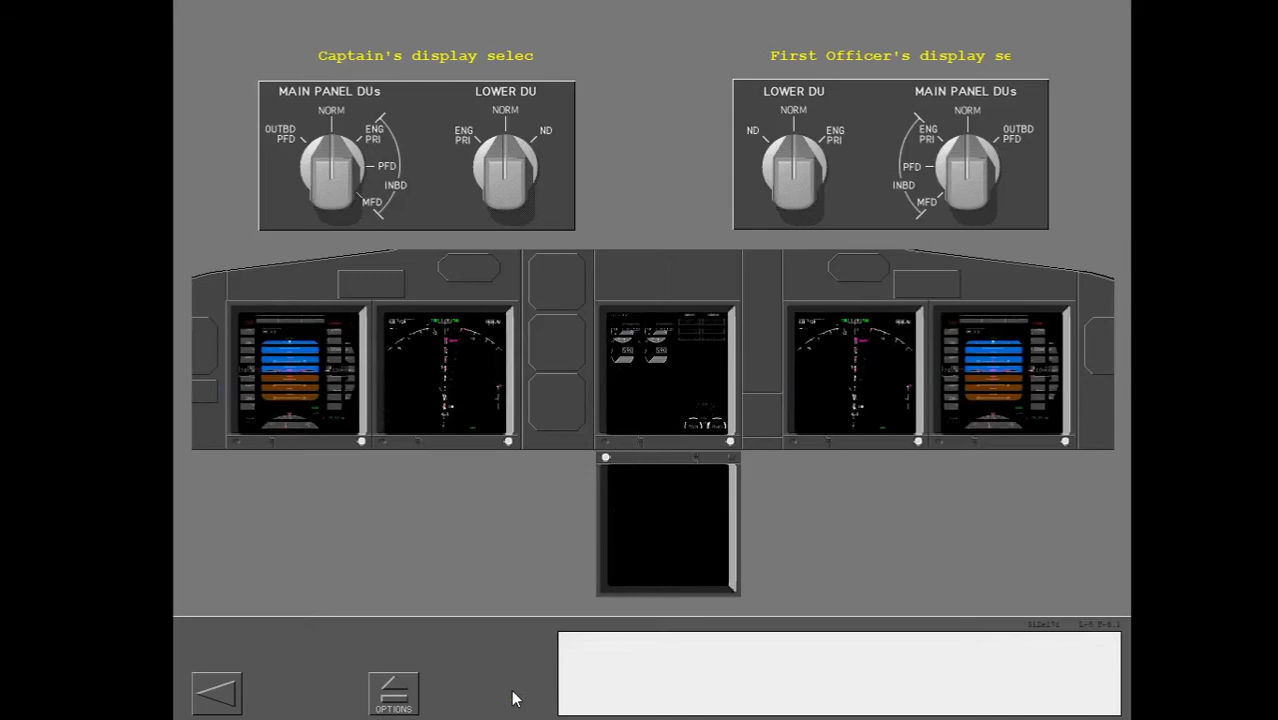 Captain's display selec
First Officer's display se
MAIN PANEL DUs
LOWER DU
LOWER DU
MAIN PANEL DUs
NORM
NORM
NORM
NORM
OUTBD
PFD
ENG
PRI
ENG
PRI
ND
ND
ENG
PRI
ENG
PRI
OUTBD
PFD
PFD
PFD
INBD
INBD
MFD
MFD
OPTIONS